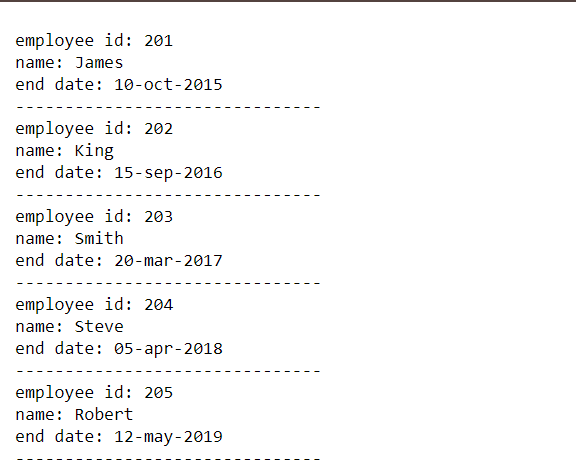 employee id: 201
name: James
end date: 10-oct-2015
-------------------------------
employee id: 202
name: King
end date: 15-sep-2016
-------------------------------
employee id: 203
name: Smith
end date: 20-mar-2017
-------------------------------
employee id: 204
name: Steve
end date: 05-apr-2018
-------------------------------
employee id: 205
name: Robert
end date: 12-may-2019
-------------------------------